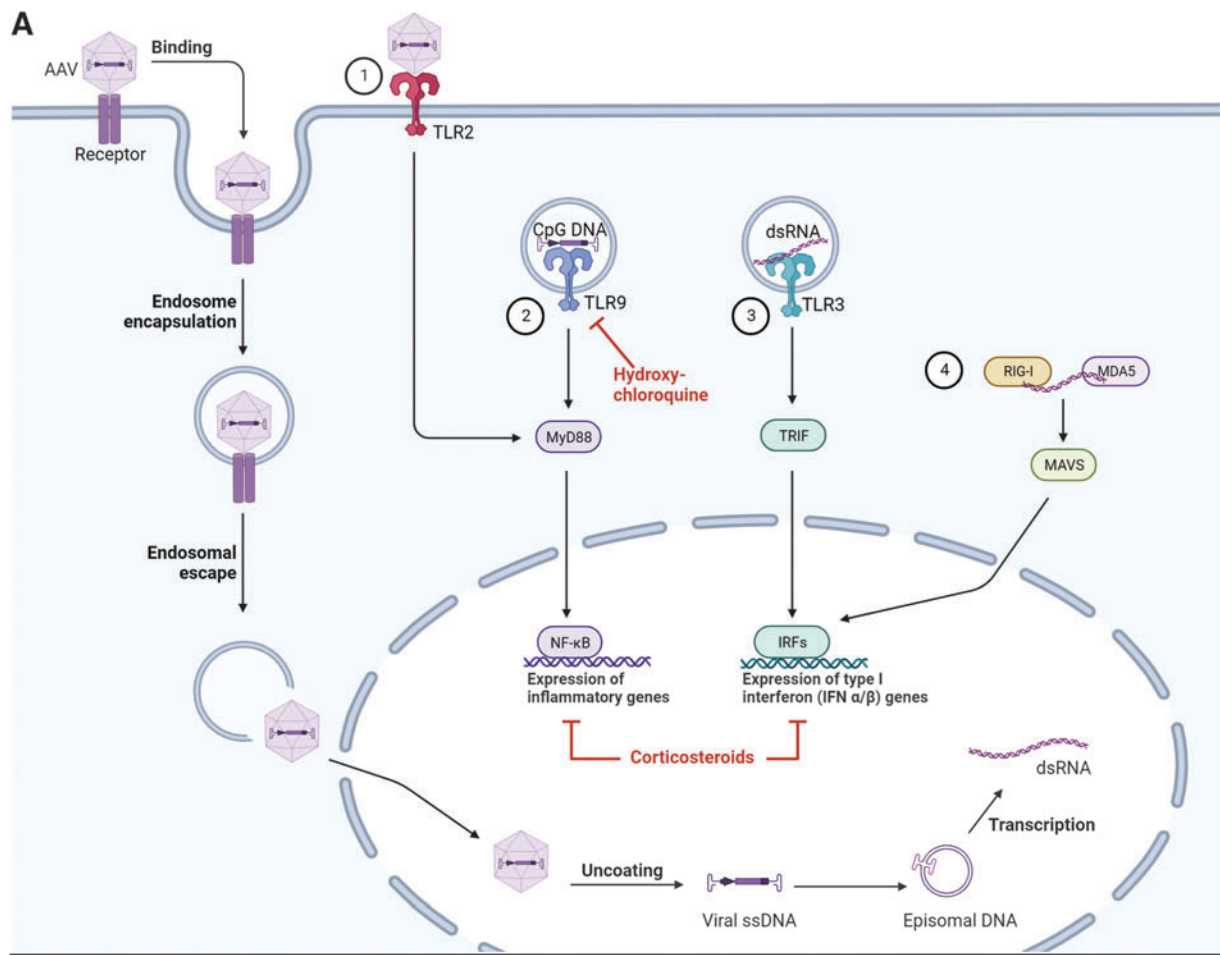 A
AAV
Binding
Receptor
1
TLR2
CpG DNA
TLR9
2
Hydroxy-
chloroquine
dsRNA
TLR3
3
4
RIG-I
MDA5
Endosome
encapsulation
MyD88
TRIF
MAVS
Endosomal
escape
NF-κB
Expression of
inflammatory genes
IRFs
Expression of type I
interferon (IFN α/β) genes
Corticosteroids
dsRNA
Transcription
Uncoating
Viral ssDNA
Episomal DNA